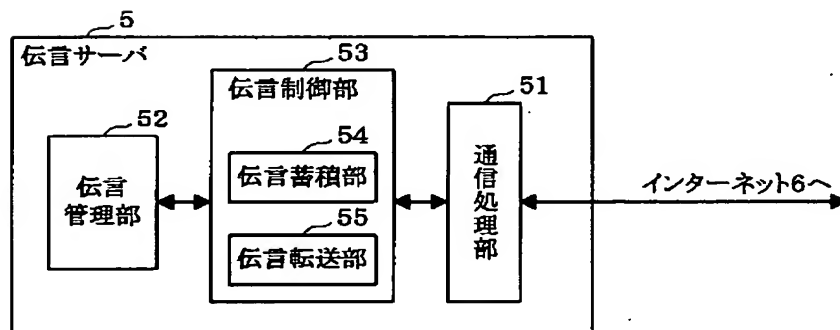 5
伝言サーバ
53
伝言制御部
51
52
54
通信処理部
伝言
管理部
伝言蓄積部
インターネット6へ
55
伝言転送部